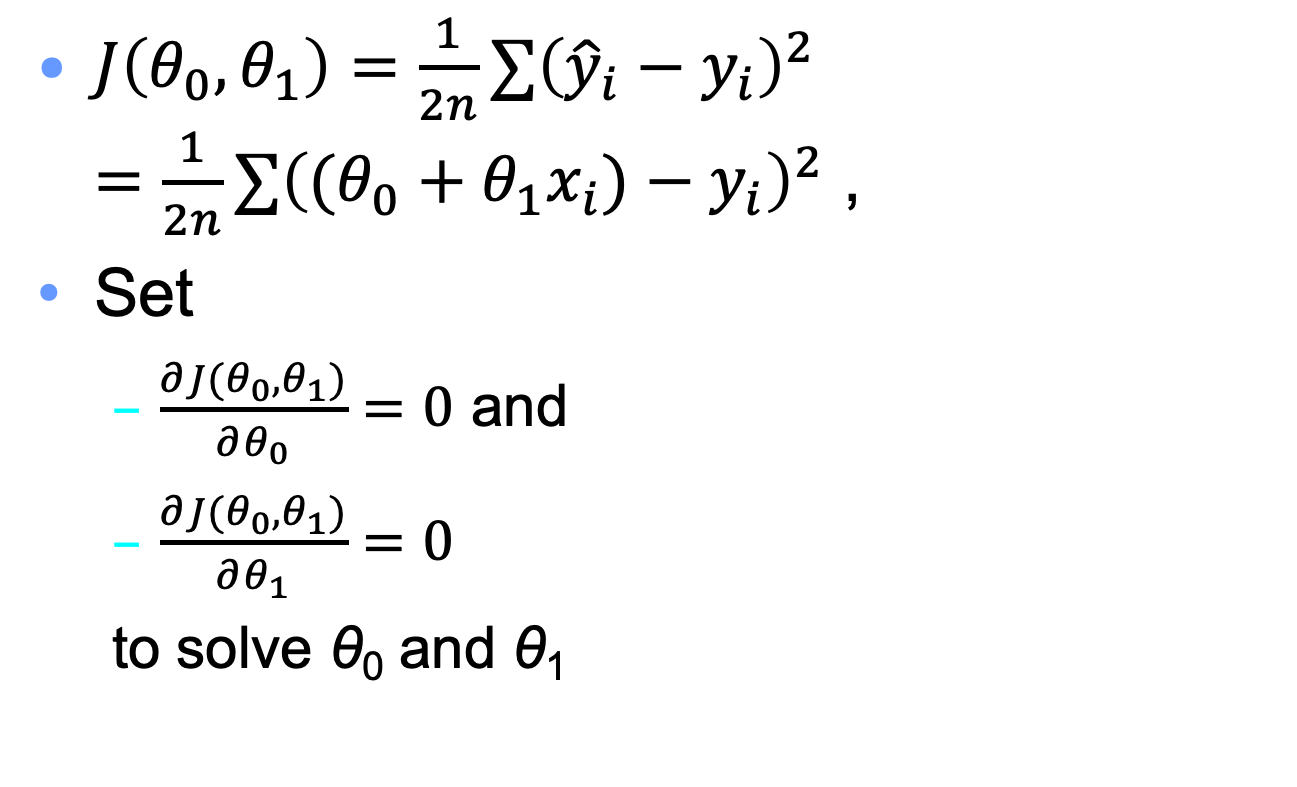 • J(θ₀, θ₁) = 1/2n ∑(ŷᵢ − yᵢ)²
= 1/2n ∑((θ₀ + θ₁xᵢ) − yᵢ)² ,
• Set
– ∂J(θ₀,θ₁)/∂θ₀ = 0 and
– ∂J(θ₀,θ₁)/∂θ₁ = 0
to solve θ₀ and θ₁